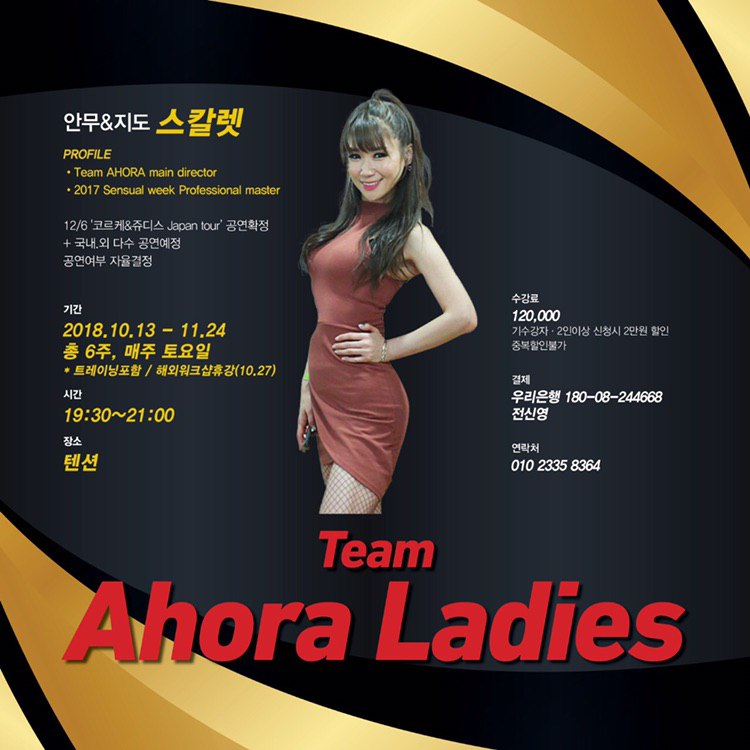 안무&지도 스칼렛
PROFILE
• Team AHORA main director
• 2017 Sensual week Professional master
12/6 '코르케&쥬디스 Japan tour' 공연확정
+ 국내,외 다수 공연예정
공연여부 자율결정
기간
2018.10.13 - 11.24
총 6주, 매주 토요일
* 트레이닝포함 / 해외워크샵휴강(10.27)
시간
19:30~21:00
장소
텐션
수강료
120,000
기수강자 · 2인이상 신청시 2만원 할인
중복할인불가
결제
우리은행 180-08-244668
전신영
연락처
010 2335 8364
Team
Ahora Ladies